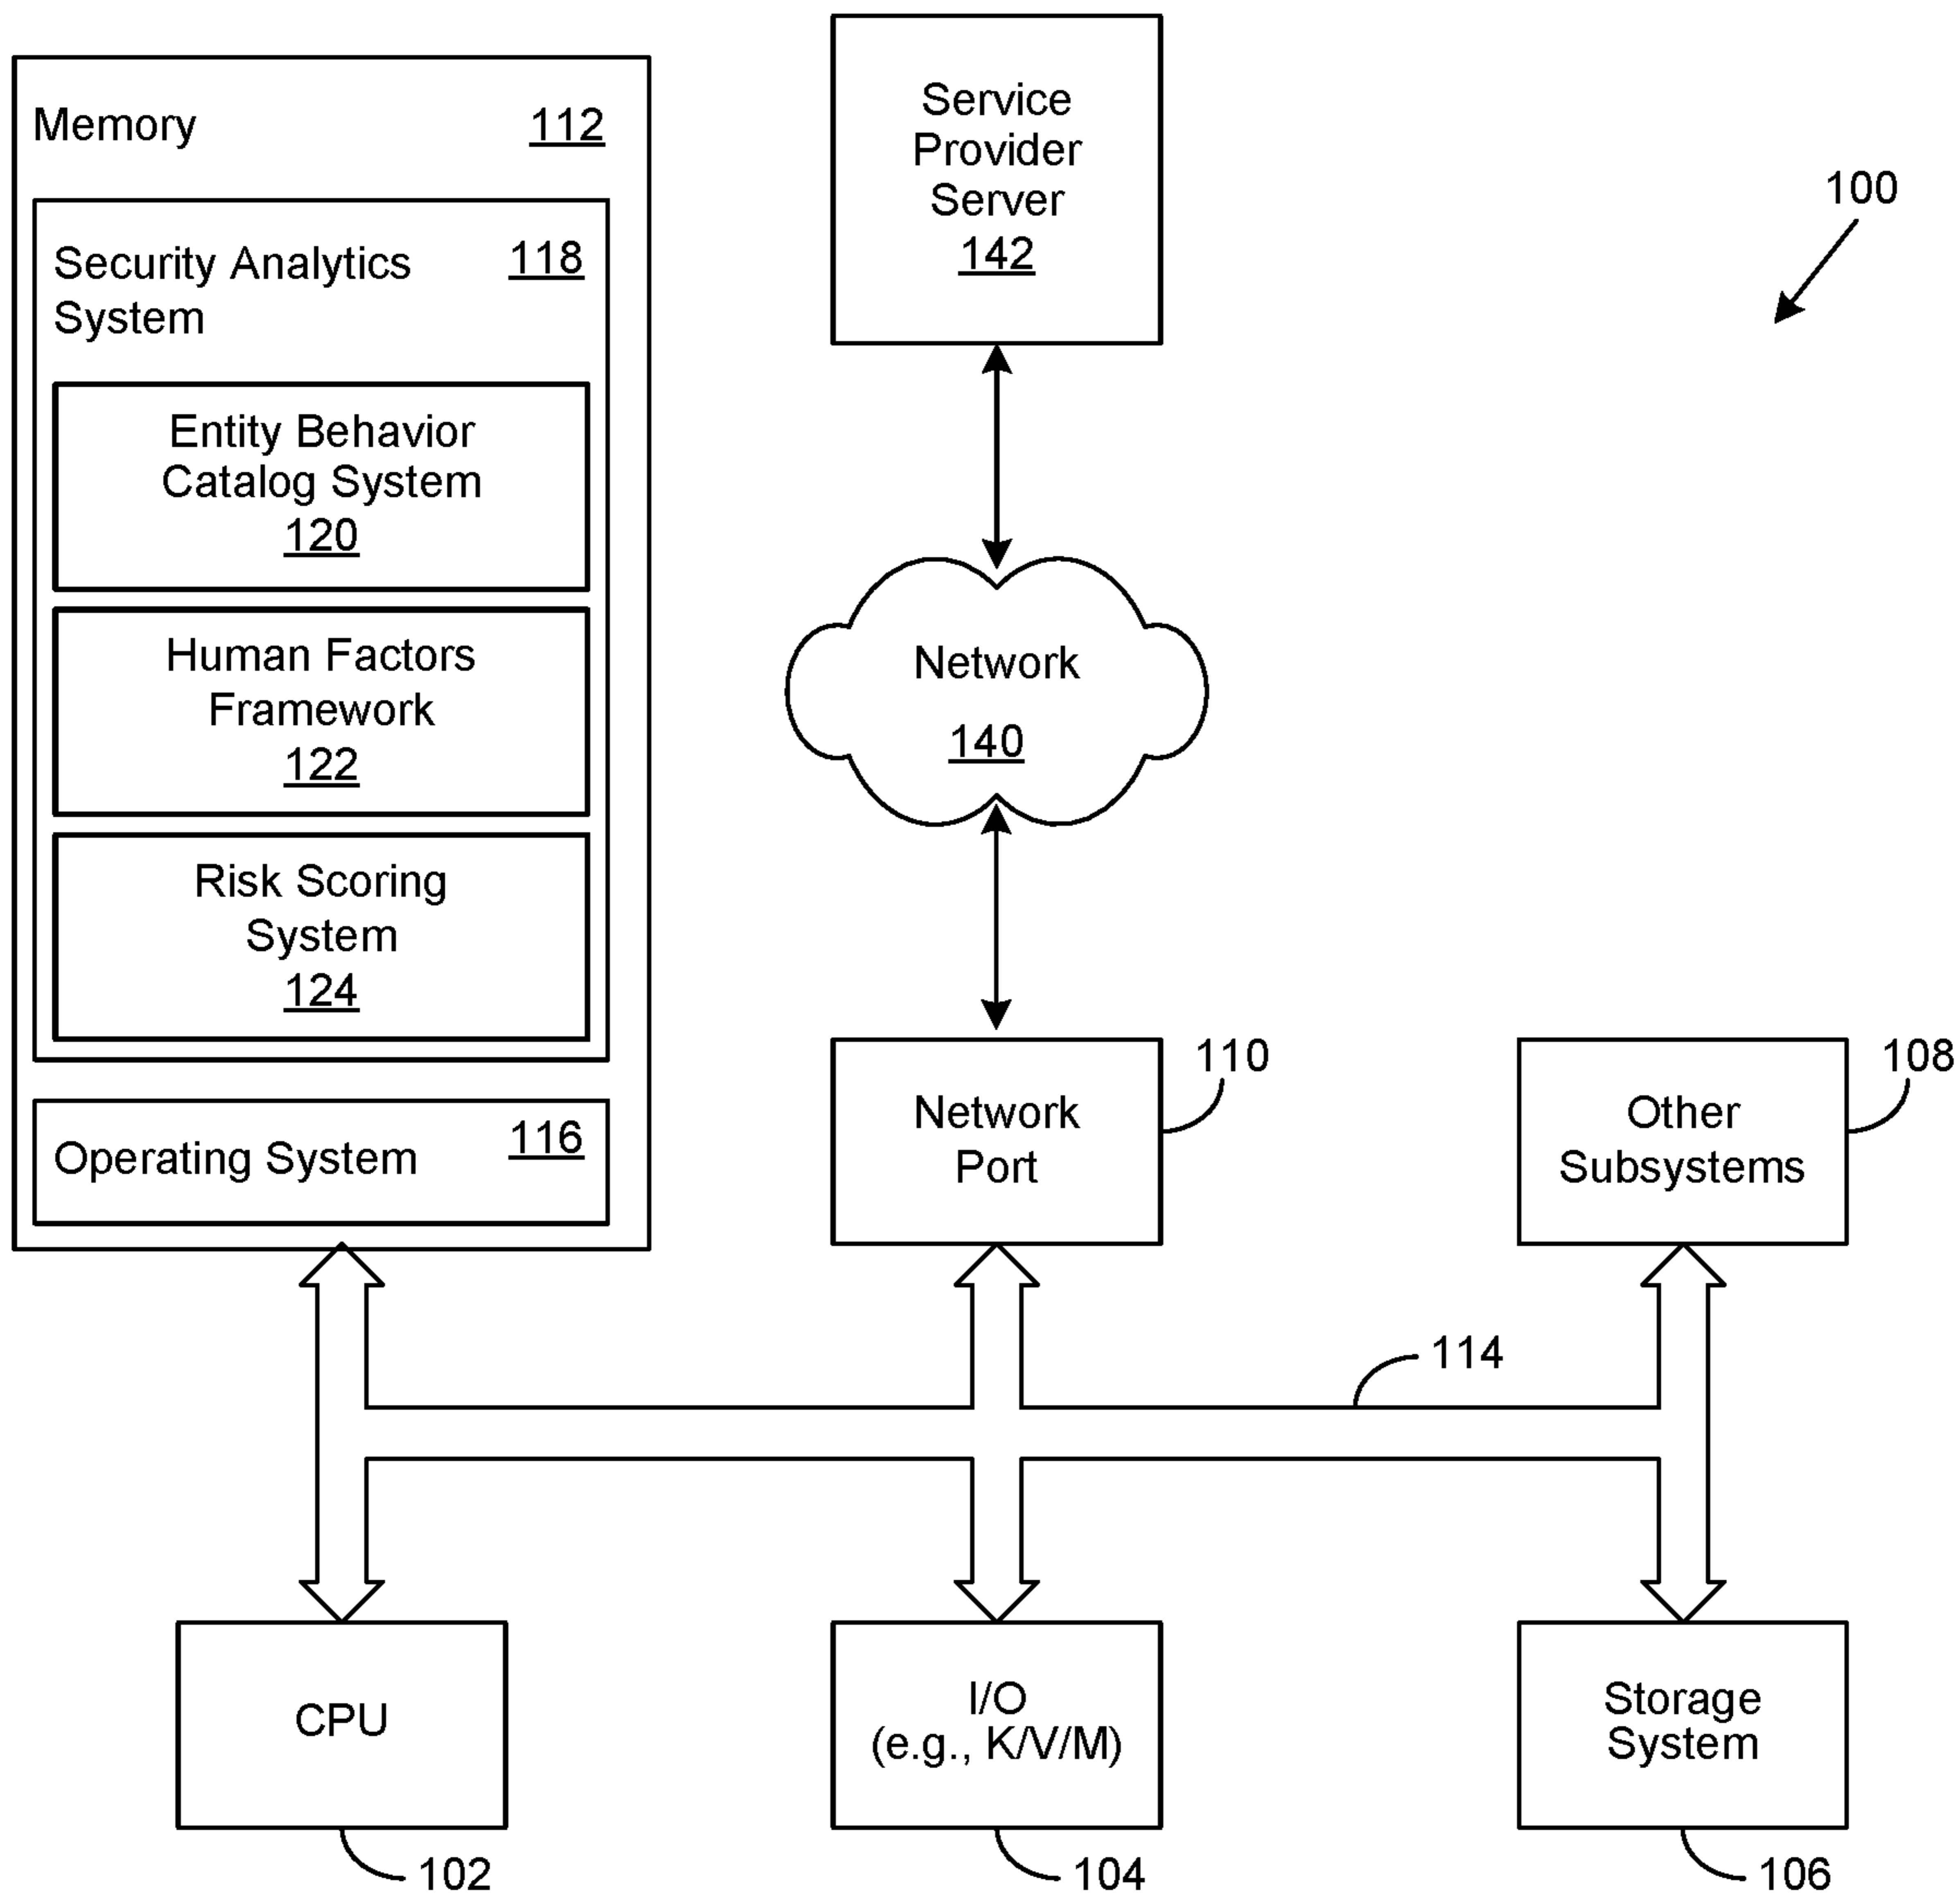 Memory 112
Security Analytics 118
System
Entity Behavior
Catalog System
120
Human Factors
Framework
122
Risk Scoring
System
124
Operating System 116
Service
Provider
Server
142
100
Network
140
Network
Port
110
Other
Subsystems
108
114
CPU
102
I/O
(e.g., K/V/M)
104
Storage
System
106